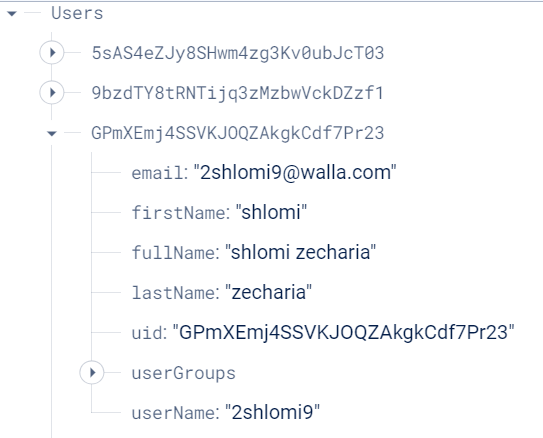 Users
5sAS4eZJy8SHwm4zg3Kv0ubJcT03
9bzdTY8tRNTijq3zMzbwVckDZzf1
GPmXEmj4SSVKJOQZAkgkCdf7Pr23
email: "2shlomi9@walla.com"
firstName: "shlomi"
fullName: "shlomi zecharia"
lastName: "zecharia"
uid: "GPmXEmj4SSVKJOQZAkgkCdf7Pr23"
userGroups
userName: "2shlomi9"